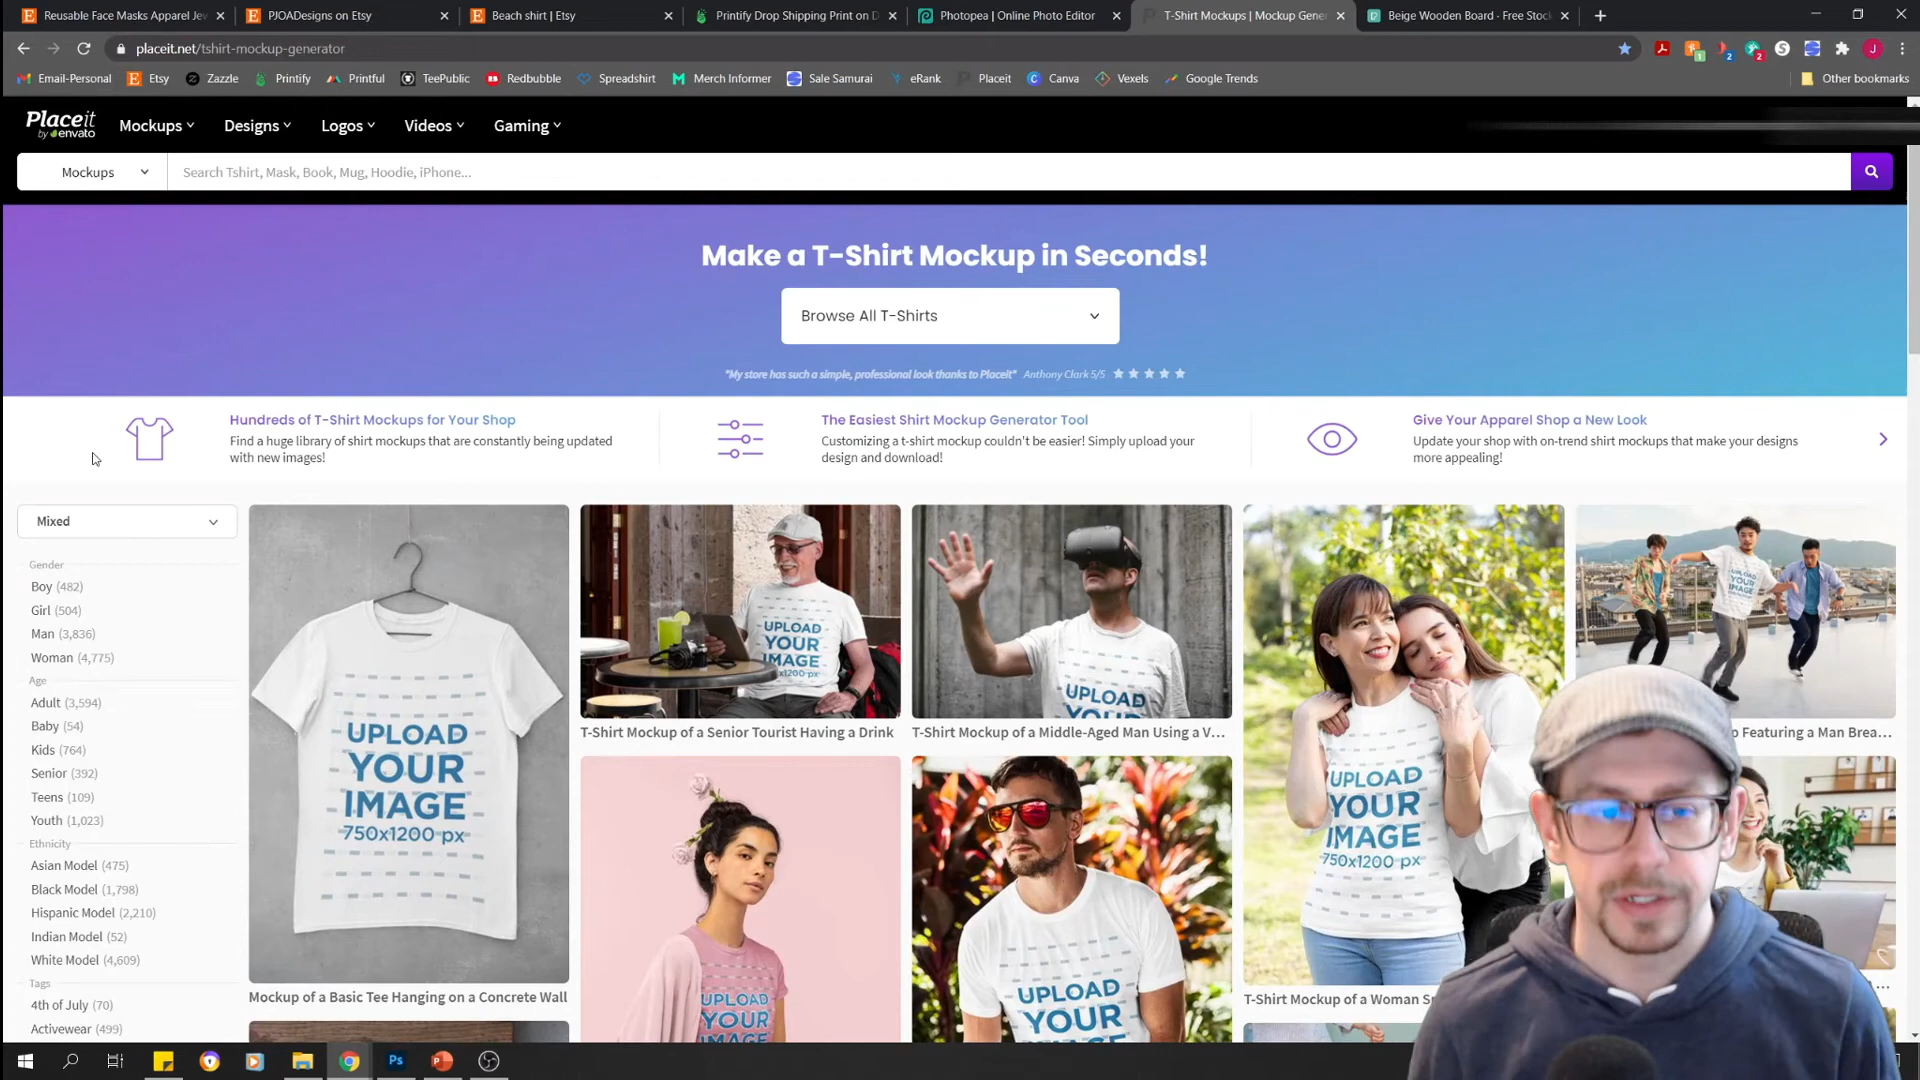 Reusable Face Masks Apparel Jew
PJOADesigns on Etsy
Beach shirt | Etsy
Printify Drop Shipping Print on D
Photopea | Online Photo Editor
T-Shirt Mockups | Mockup Gene
Beige Wooden Board · Free Stock
placeit.net/tshirt-mockup-generator
Email-Personal
Etsy
Zazzle
Printify
Printful
TeePublic
Redbubble
Spreadshirt
Merch Informer
Sale Samurai
eRank
Placeit
Canva
Vexels
Google Trends
Other bookmarks
Placeit
by envato
Mockups
Designs
Logos
Videos
Gaming
Mockups
Search Tshirt, Mask, Book, Mug, Hoodie, iPhone...
Make a T-Shirt Mockup in Seconds!
Browse All T-Shirts
"My store has such a simple, professional look thanks to Placeit" Anthony Clark 5/5
Hundreds of T-Shirt Mockups for Your Shop
Find a huge library of shirt mockups that are constantly being updated
with new images!
The Easiest Shirt Mockup Generator Tool
Customizing a t-shirt mockup couldn't be easier! Simply upload your
design and download!
Give Your Apparel Shop a New Look
Update your shop with on-trend shirt mockups that make your designs
more appealing!
Mixed
Gender
Boy (482)
Girl (504)
Man (3,836)
Woman (4,775)
Age
Adult (3,594)
Baby (54)
Kids (764)
Senior (392)
Teens (109)
Youth (1,023)
Ethnicity
Asian Model (475)
Black Model (1,798)
Hispanic Model (2,210)
Indian Model (52)
White Model (4,609)
Tags
4th of July (70)
Activewear (499)
UPLOAD
YOUR
IMAGE
750x1200 px
Mockup of a Basic Tee Hanging on a Concrete Wall
UPLOAD
YOUR
IMAGE
T-Shirt Mockup of a Senior Tourist Having a Drink
UPLOAD
T-Shirt Mockup of a Middle-Aged Man Using a V...
UPLOAD
YOUR
IMAGE
UPLOAD
YOUR
UPLOAD
YOUR
IMAGE
750x1200 px
T-Shirt Mockup of a Woman Sp
UPLOAD
YOUR
IMAGE
o Featuring a Man Brea...